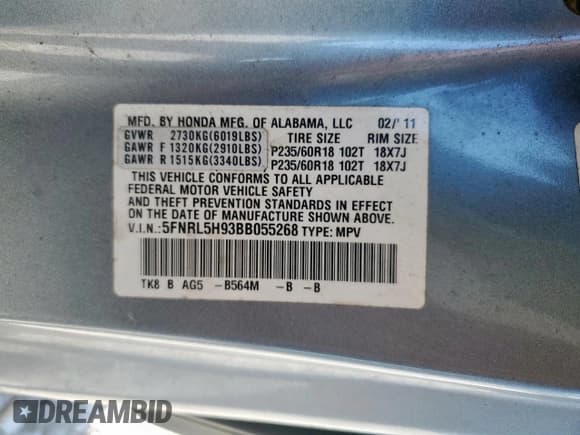 MFD. BY HONDA MFG. OF ALABAMA, LLC 02/'11
GVWR 2730KG(6019LBS) TIRE SIZE RIM SIZE
GAWR F 1320KG(2910LBS) P235/60R18 102T 18X7J
GAWR R 1515KG(3340LBS) P235/60R18 102T 18X7J
THIS VEHICLE CONFORMS TO ALL APPLICABLE
FEDERAL MOTOR VEHICLE SAFETY
AND THEFT PREVENTION STANDARDS IN EFFECT
ON THE DATE OF MANUFACTURE SHOWN ABOVE.
V.I.N.:5FNRL5H93BB055268 TYPE: MPV
TK8 B AG5 -B564M -B -B
DREAMBID